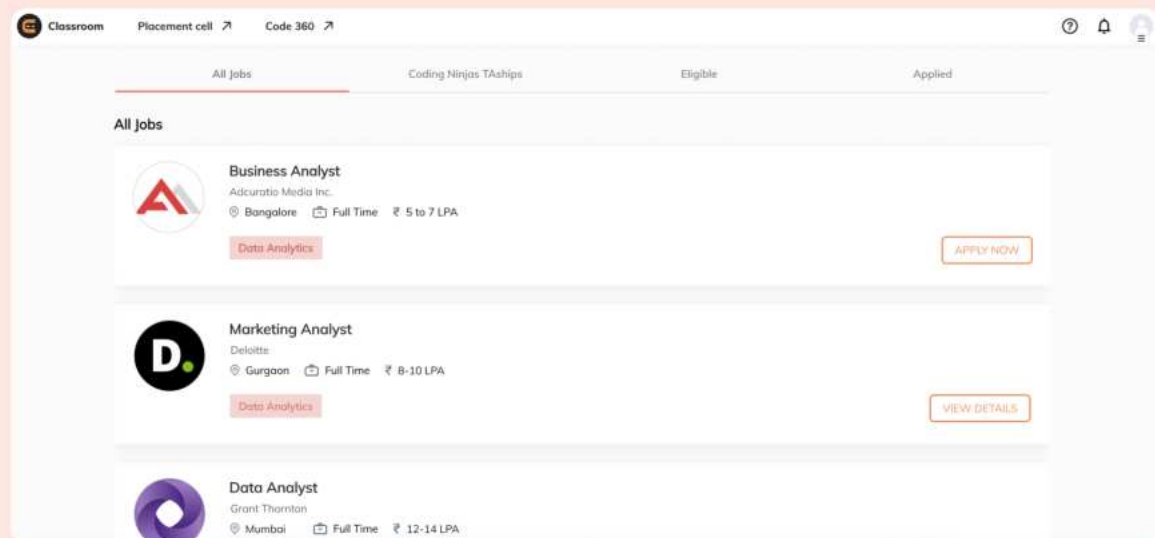 Classroom Placement cell Code 360
All Jobs Coding Ninjas TAships Eligible Applied
All Jobs
Business Analyst
Adcuratio Media Inc.
Bangalore Full Time ₹ 5 to 7 LPA
Data Analytics APPLY NOW
D. Marketing Analyst
Deloitte
Gurgaon Full Time ₹ 8-10 LPA
Data Analytics VIEW DETAILS
Data Analyst
Grant Thornton
Mumbai Full Time ₹ 12-14 LPA